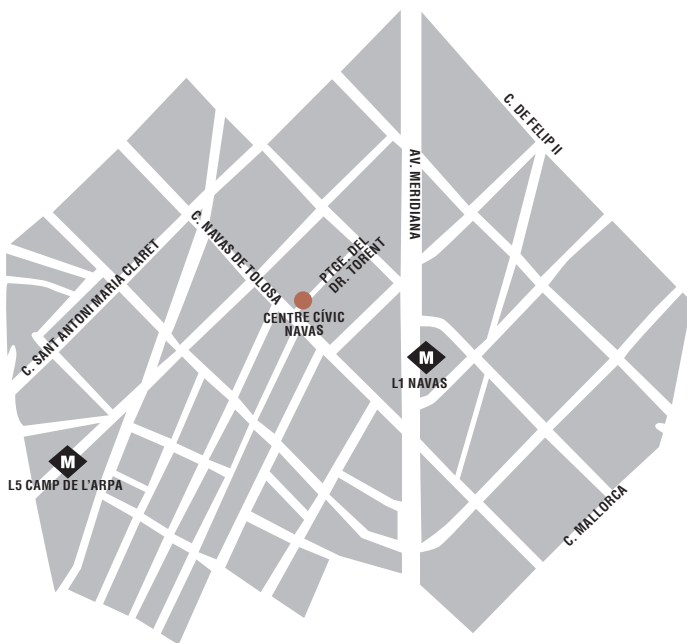 C. DE FELIP II
AV. MERIDIANA
C. NAVAS DE TOLOSA
PTGE. DEL
DR. TORENT
C. SANT ANTONI MARIA CLARET
CENTRE CÍVIC
NAVAS
M
L1 NAVAS
M
L5 CAMP DE L'ARPA
C. MALLORCA